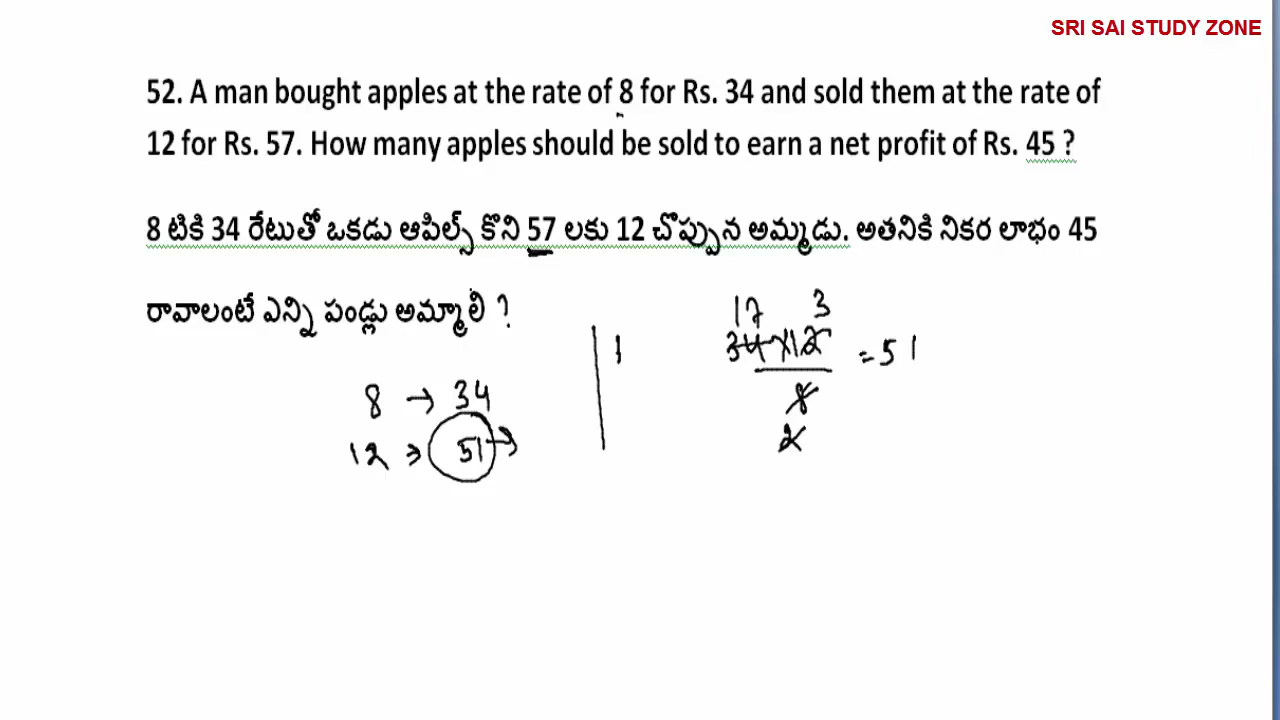 SRI SAI STUDY ZONE
52. A man bought apples at the rate of 8 for Rs. 34 and sold them at the rate of
12 for Rs. 57. How many apples should be sold to earn a net profit of Rs. 45 ?
8 టికి 34 రేటుతో ఒకడు ఆపిల్స్ కొని 57 లకు 12 చొప్పున అమ్మడు. అతనికి నికర లాభం 45
రావాలంటే ఎన్ని పండ్లు అమ్మాలి ?
17 3
34 x 12 = 51
8
2
8 → 34
12 → 51 →
1